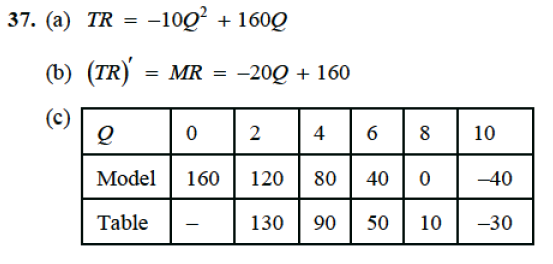 37. (a) TR = −10Q² + 160Q
(b) (TR)′ = MR = −20Q + 160
(c)
Q 0 2 4 6 8 10
Model 160 120 80 40 0 −40
Table – 130 90 50 10 −30